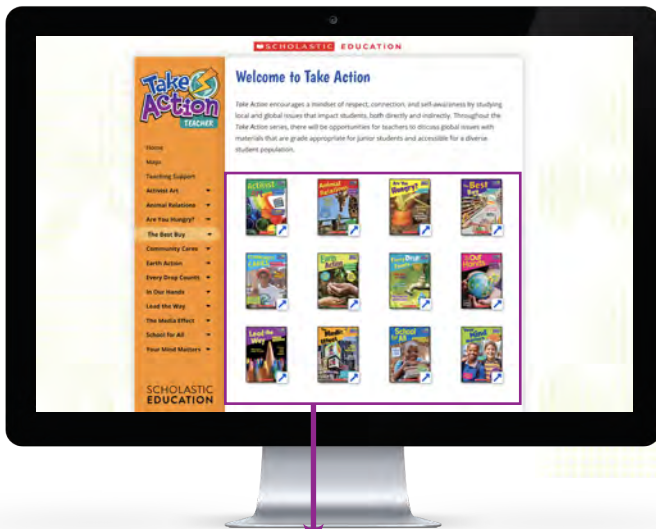 SCHOLASTIC EDUCATION
Take Action
TEACHER
Home
Maps
Teaching Support
Activist Art
Animal Relations
Are You Hungry?
The Best Buy
Community Cares
Earth Action
Every Drop Counts
In Our Hands
Lead the Way
The Media Effect
School for All
Your Mind Matters
SCHOLASTIC
EDUCATION
Welcome to Take Action
Take Action encourages a mindset of respect, connection, and self-awareness by studying
local and global issues that impact students, both directly and indirectly. Throughout the
Take Action series, there will be opportunities for teachers to discuss global issues with
materials that are grade appropriate for junior students and accessible for a diverse
student population.
Activist
Animal
Relations
Are You
Hungry?
The Best
Buy
Community
Cares
Earth
Action
Every Drop
In Our
Hands
Lead the
Way
Media
School
for All
Mind